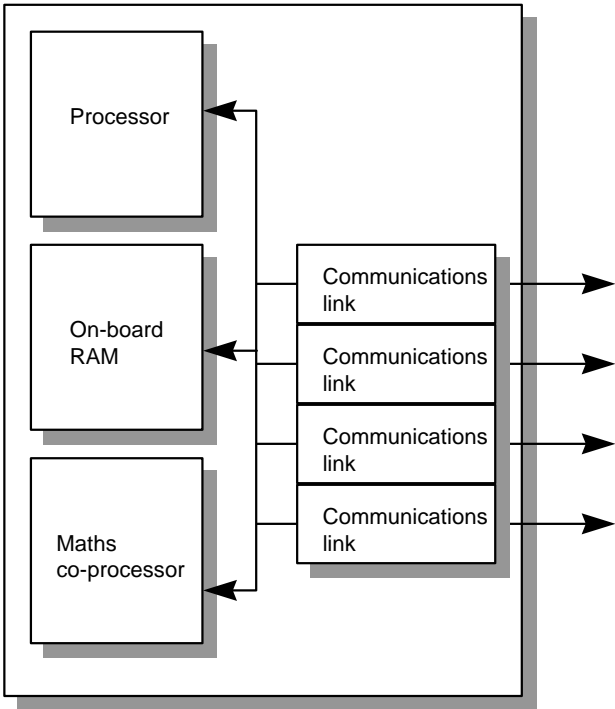 Processor
On-board
RAM
Maths
co-processor
Communications
link
Communications
link
Communications
link
Communications
link